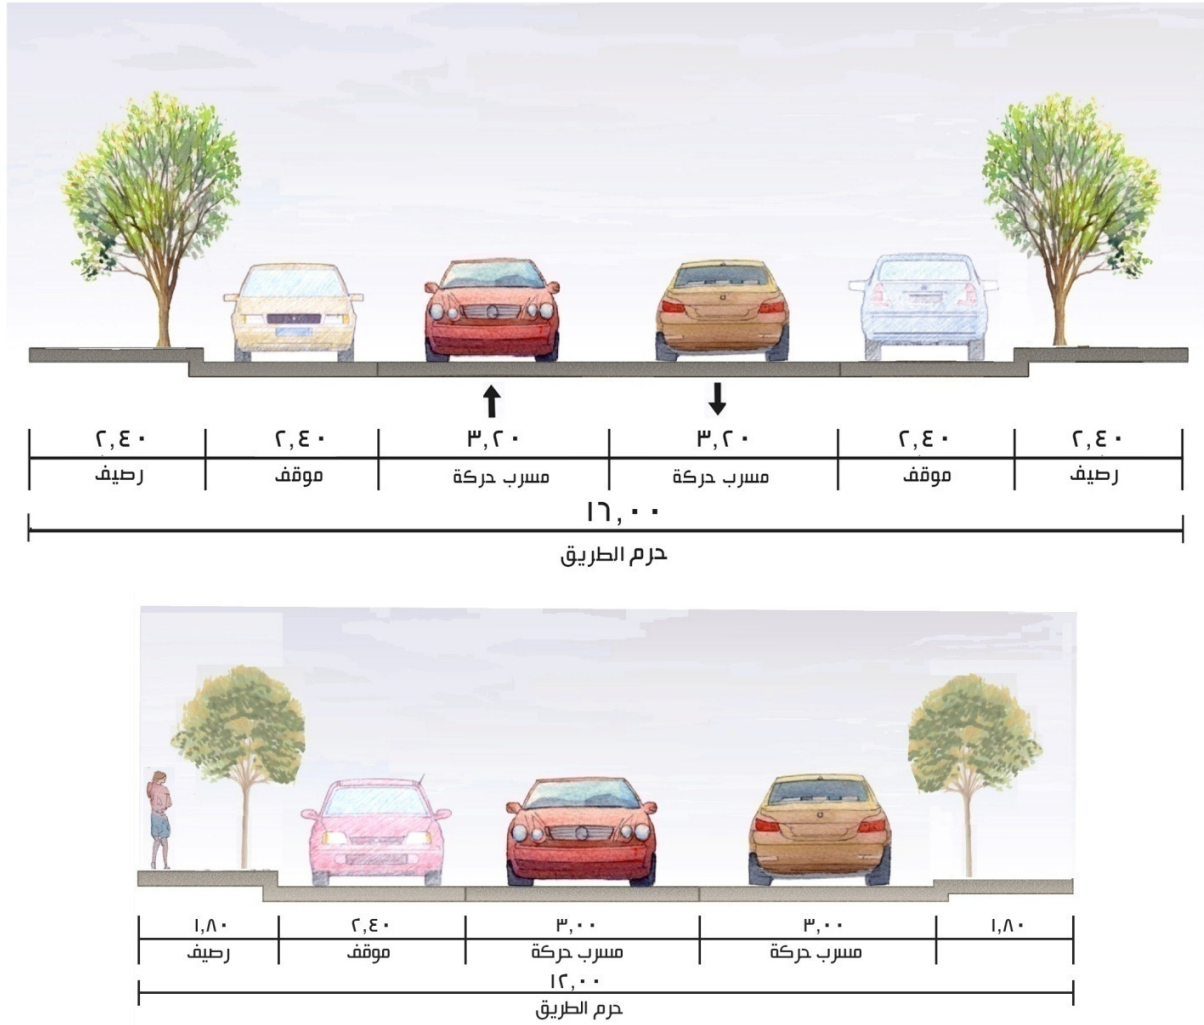 ٢,٤٠ ٢,٤٠ ٣,٢٠ ٣,٢٠ ٢,٤٠ ٢,٤٠
رصيف موقف مسرب حركة مسرب حركة موقف رصيف
١٦,٠٠
حرم الطريق
١,٨٠ ٢,٤٠ ٣,٠٠ ٣,٠٠ ١,٨٠
رصيف موقف مسرب حركة مسرب حركة
١٢,٠٠
حرم الطريق